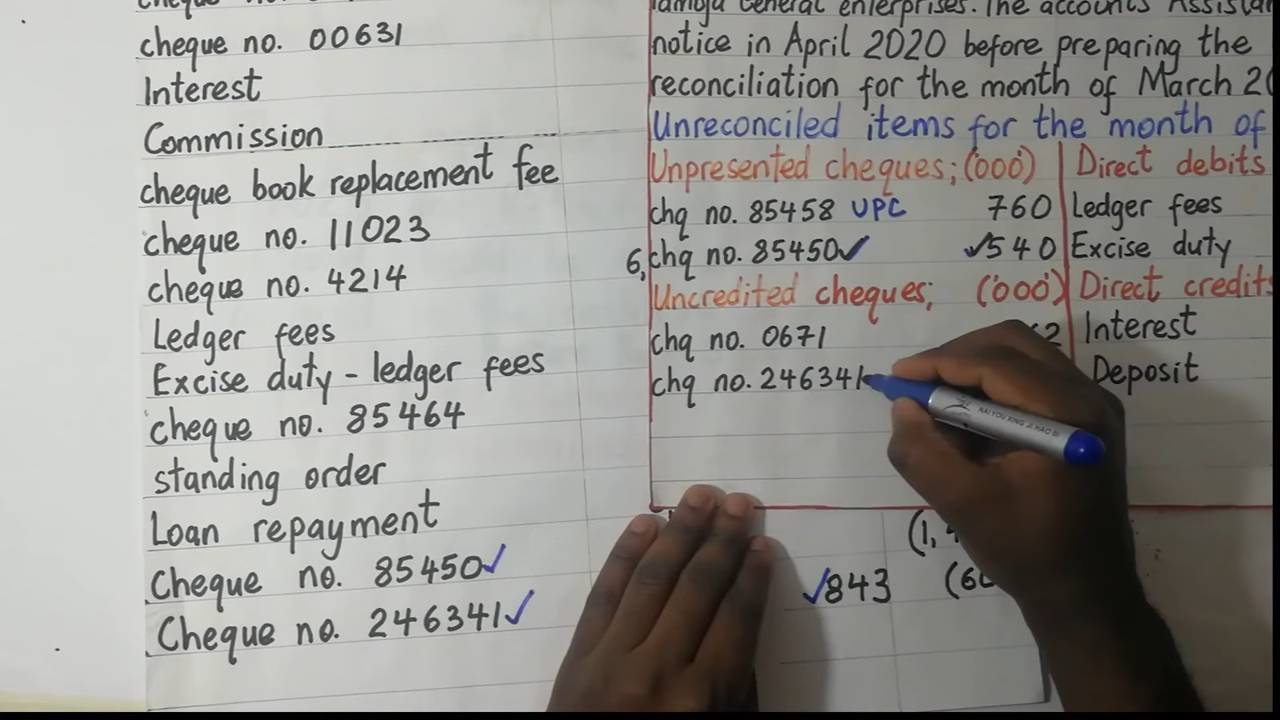 cheque no. 00631
Interest
Commission
cheque book replacement fee
cheque no. 11023
cheque no. 4214
Ledger fees
Excise duty - ledger fees
cheque no. 85464
standing order
Loan repayment
Cheque no. 85450✓
Cheque no. 246341✓
General enterprises. The accounts
notice in April 2020 before preparing the
reconciliation for the month of March
Unreconciled items for the month of
Unpresented cheques; ('000') Direct debits
chq no. 85458 UPC 760 Ledger fees
6, chq no. 85450✓ ✓540 Excise duty
Uncredited cheques; ('000') Direct credits
chq no. 0671 Interest
chq no. 246341 Deposit
✓843